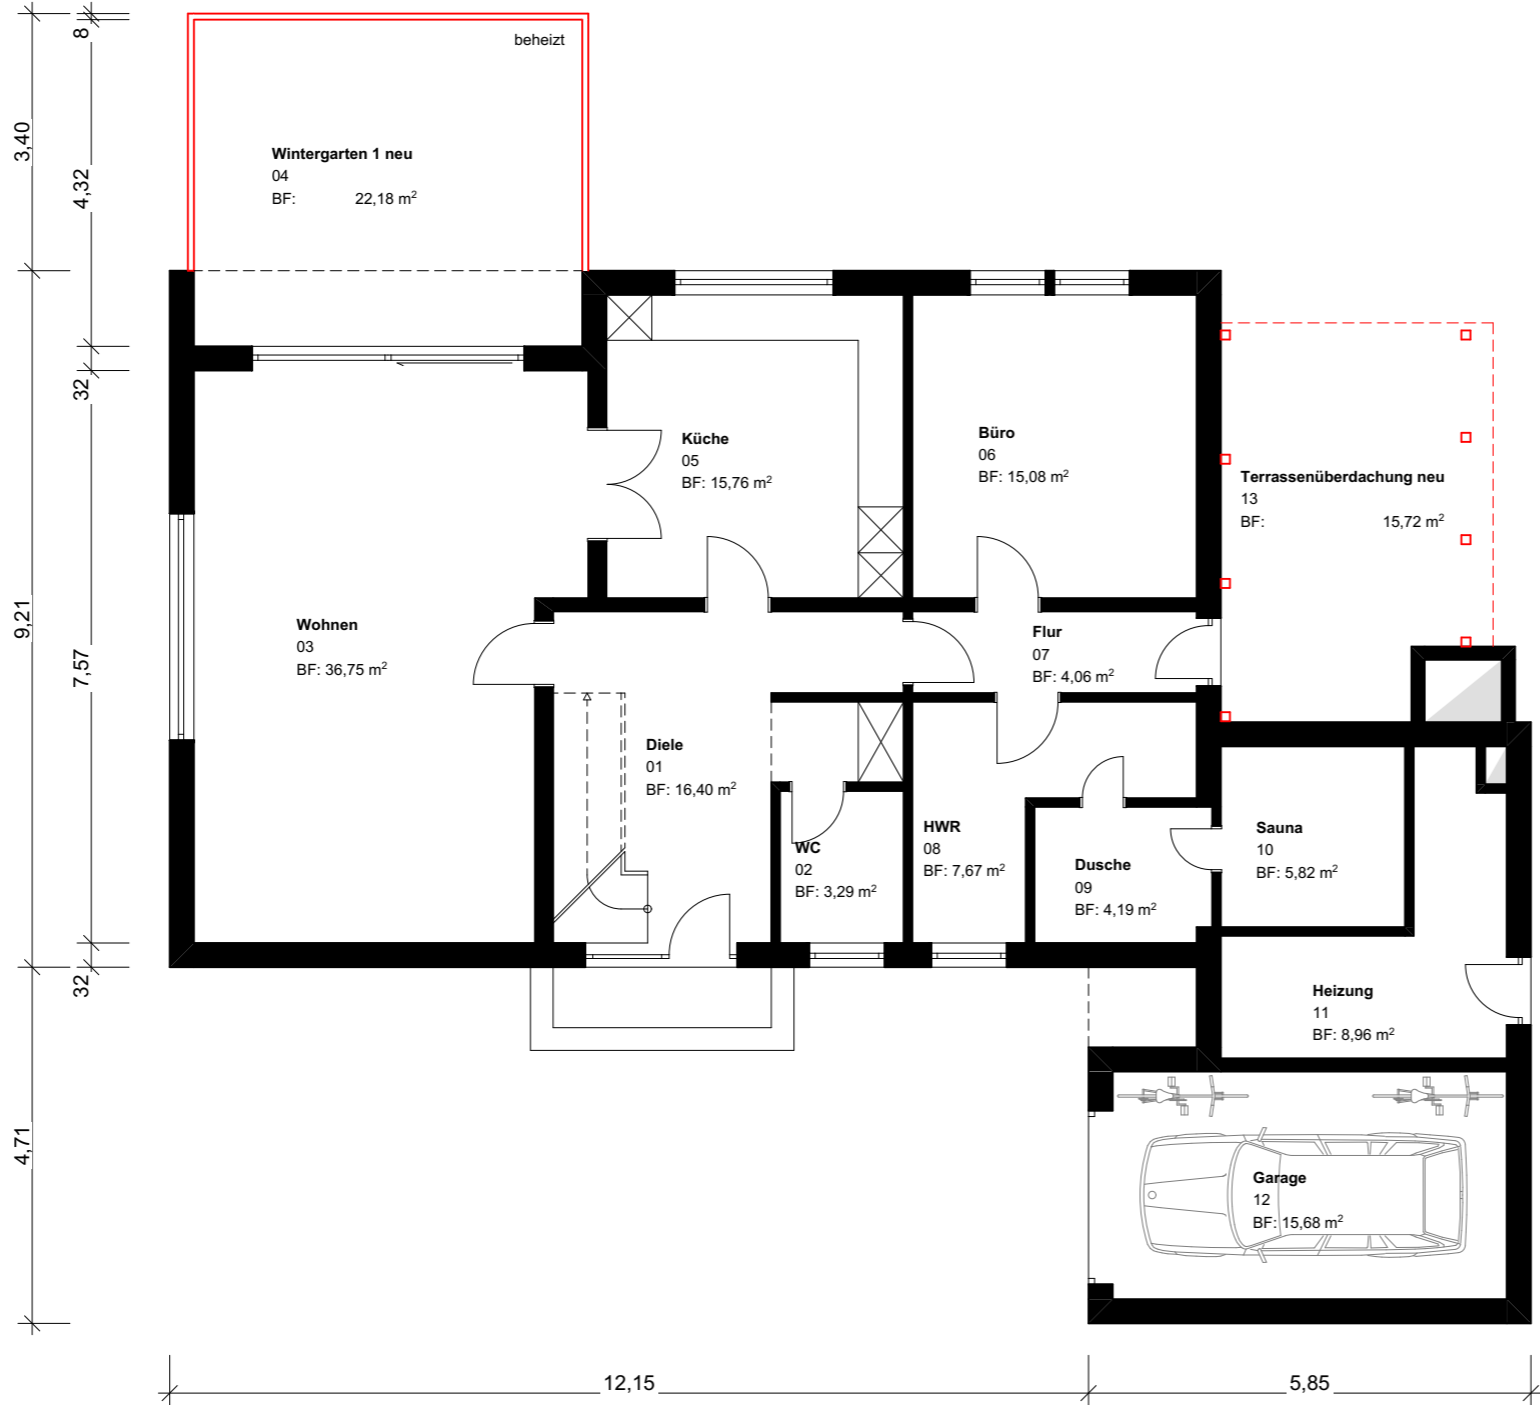 beheizt
Wintergarten 1 neu
04
BF: 22,18 m²
Küche
05
BF: 15,76 m²
Büro
06
BF: 15,08 m²
Terrassenüberdachung neu
13
BF: 15,72 m²
Wohnen
03
BF: 36,75 m²
Flur
07
BF: 4,06 m²
Diele
01
BF: 16,40 m²
WC
02
BF: 3,29 m²
HWR
08
BF: 7,67 m²
Dusche
09
BF: 4,19 m²
Sauna
10
BF: 5,82 m²
Heizung
11
BF: 8,96 m²
Garage
12
BF: 15,68 m²
3,40
9,21
4,71
8
4,32
32
7,57
32
12,15
5,85